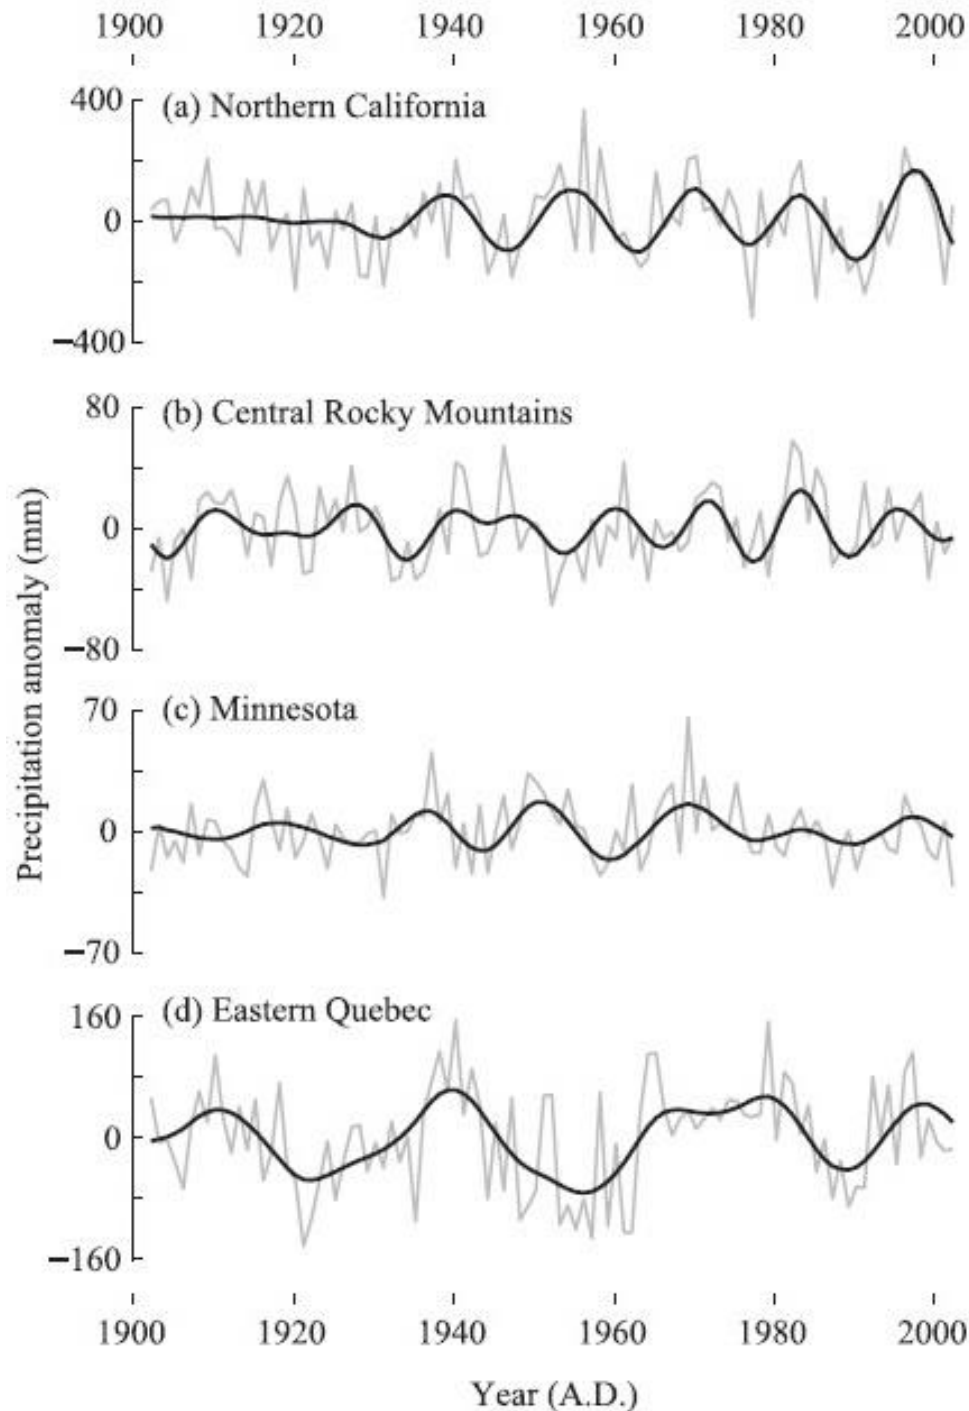 1900 1920 1940 1960 1980 2000
400 (a) Northern California
0
−400
80 (b) Central Rocky Mountains
0
−80
70 (c) Minnesota
0
−70
160 (d) Eastern Quebec
0
−160
Precipitation anomaly (mm)
1900 1920 1940 1960 1980 2000
Year (A.D.)